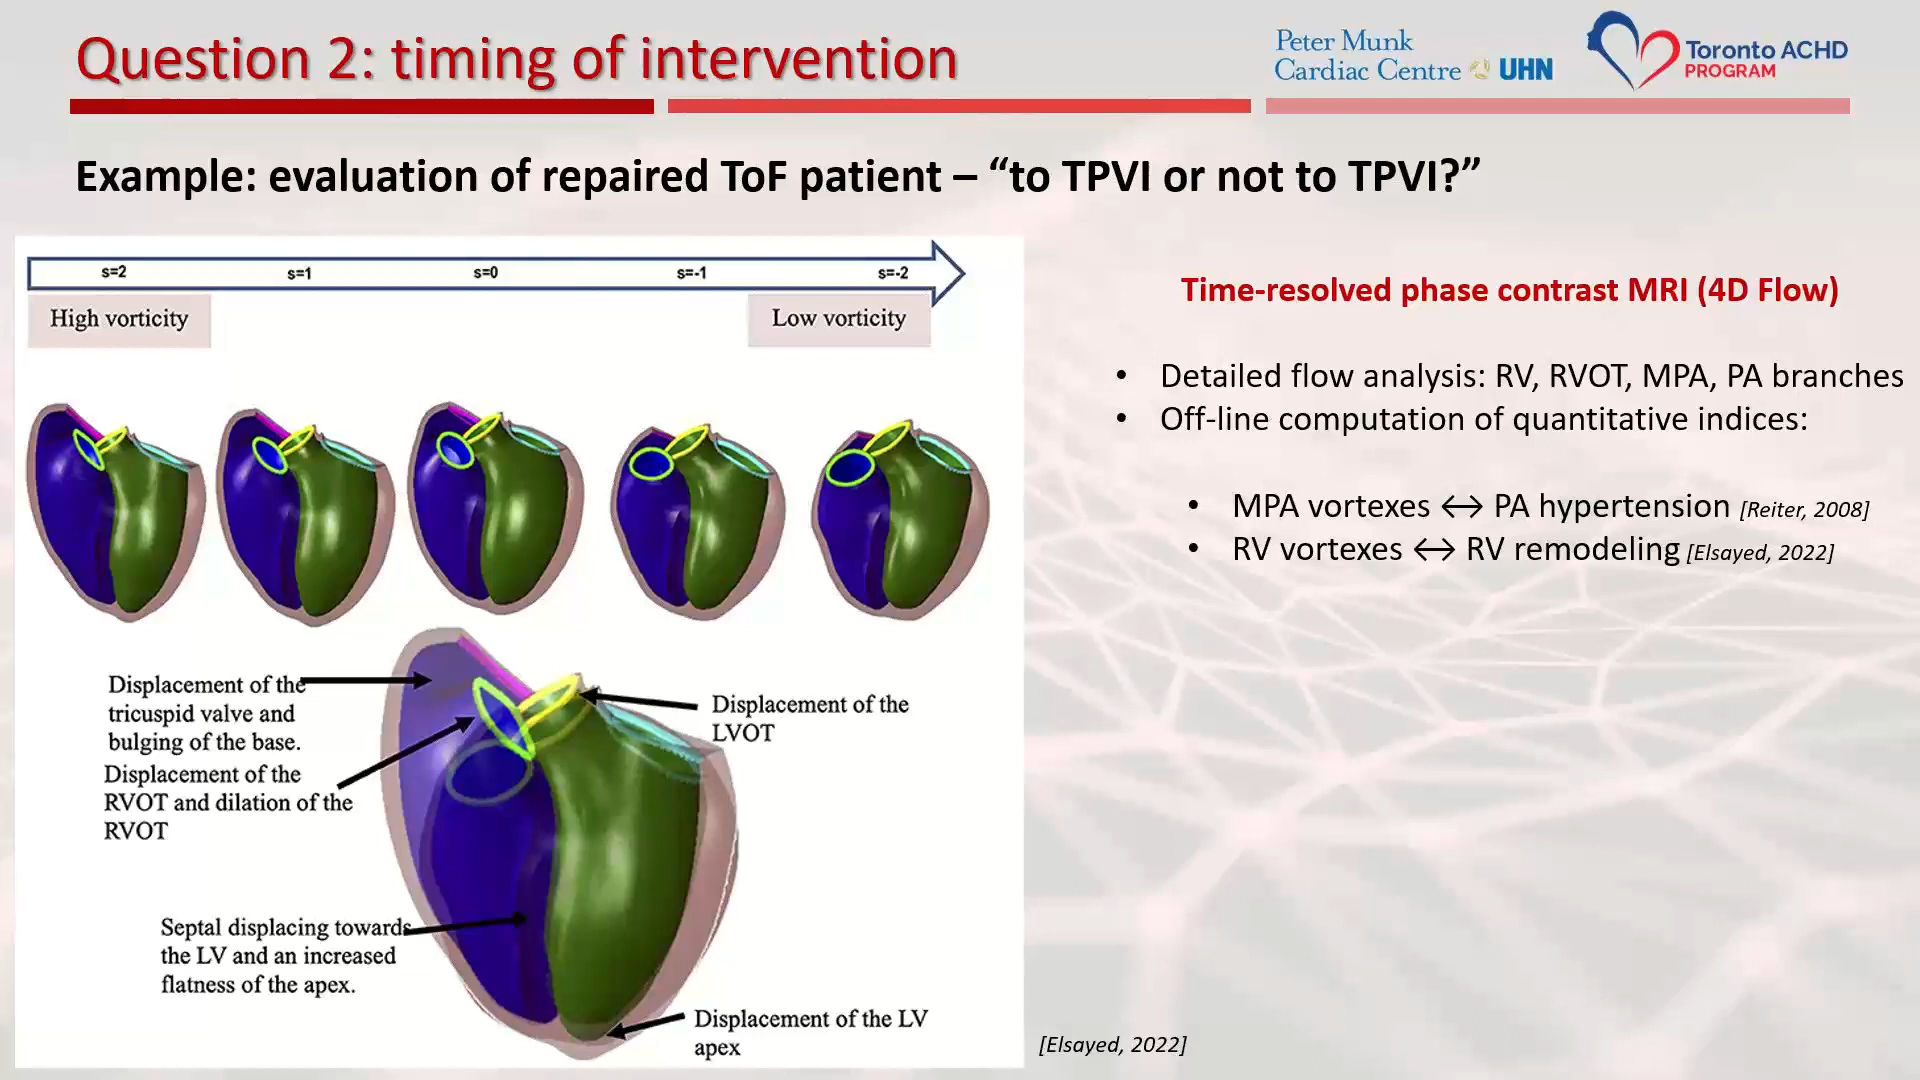 Question 2: timing of intervention
Peter Munk
Cardiac Centre UHN
Toronto ACHD
PROGRAM
Example: evaluation of repaired ToF patient – “to TPVI or not to TPVI?”
s=2 s=1 s=0 s=-1 s=-2
High vorticity
Low vorticity
Displacement of the
tricuspid valve and
bulging of the base.
Displacement of the
RVOT and dilation of the
RVOT
Displacement of the
LVOT
Septal displacing towards
the LV and an increased
flatness of the apex.
Displacement of the LV
apex
[Elsayed, 2022]
Time-resolved phase contrast MRI (4D Flow)
• Detailed flow analysis: RV, RVOT, MPA, PA branches
• Off-line computation of quantitative indices:
• MPA vortexes ↔ PA hypertension [Reiter, 2008]
• RV vortexes ↔ RV remodeling [Elsayed, 2022]